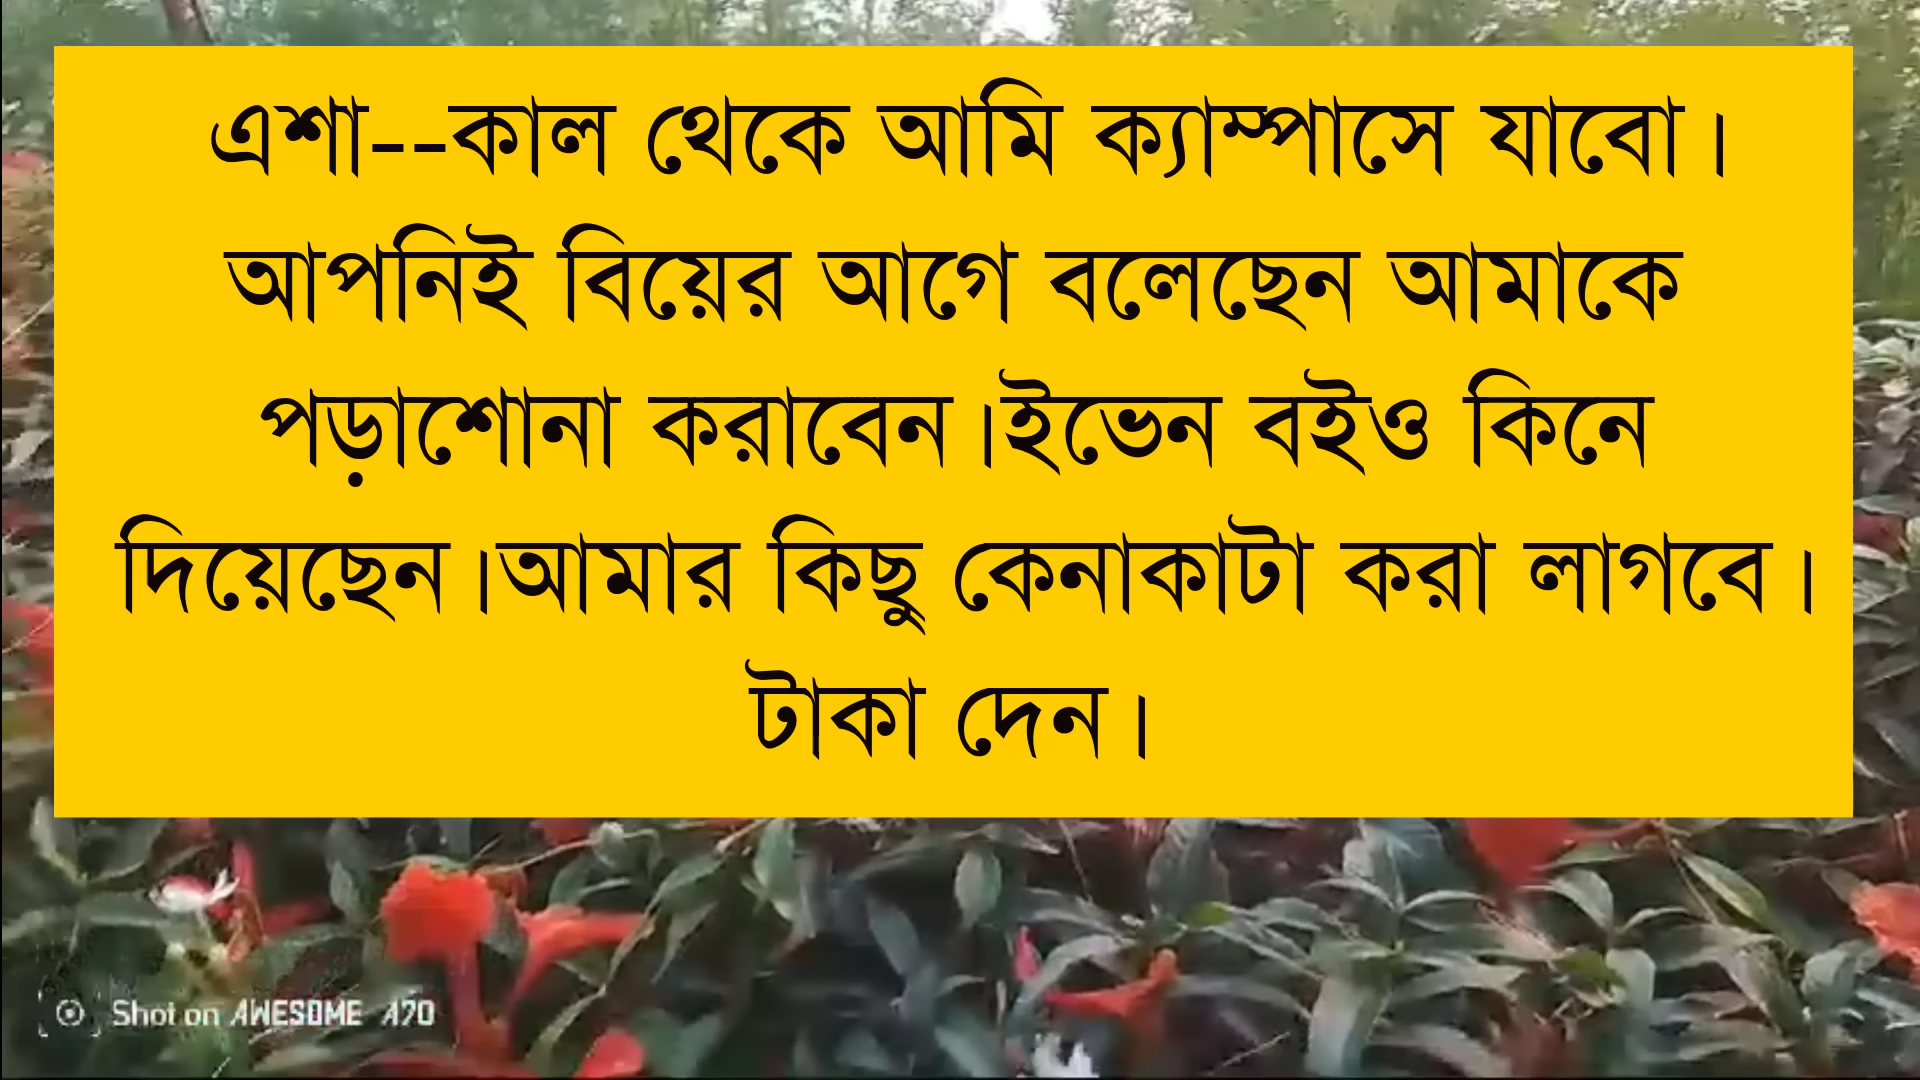 এশা--কাল থেকে আমি ক্যাম্পাসে যাবো।
আপনিই বিয়ের আগে বলেছেন আমাকে
পড়াশোনা করাবেন।ইভেন বইও কিনে
দিয়েছেন।আমার কিছু কেনাকাটা করা লাগবে।
টাকা দেন।
Shot on AWESOME A70